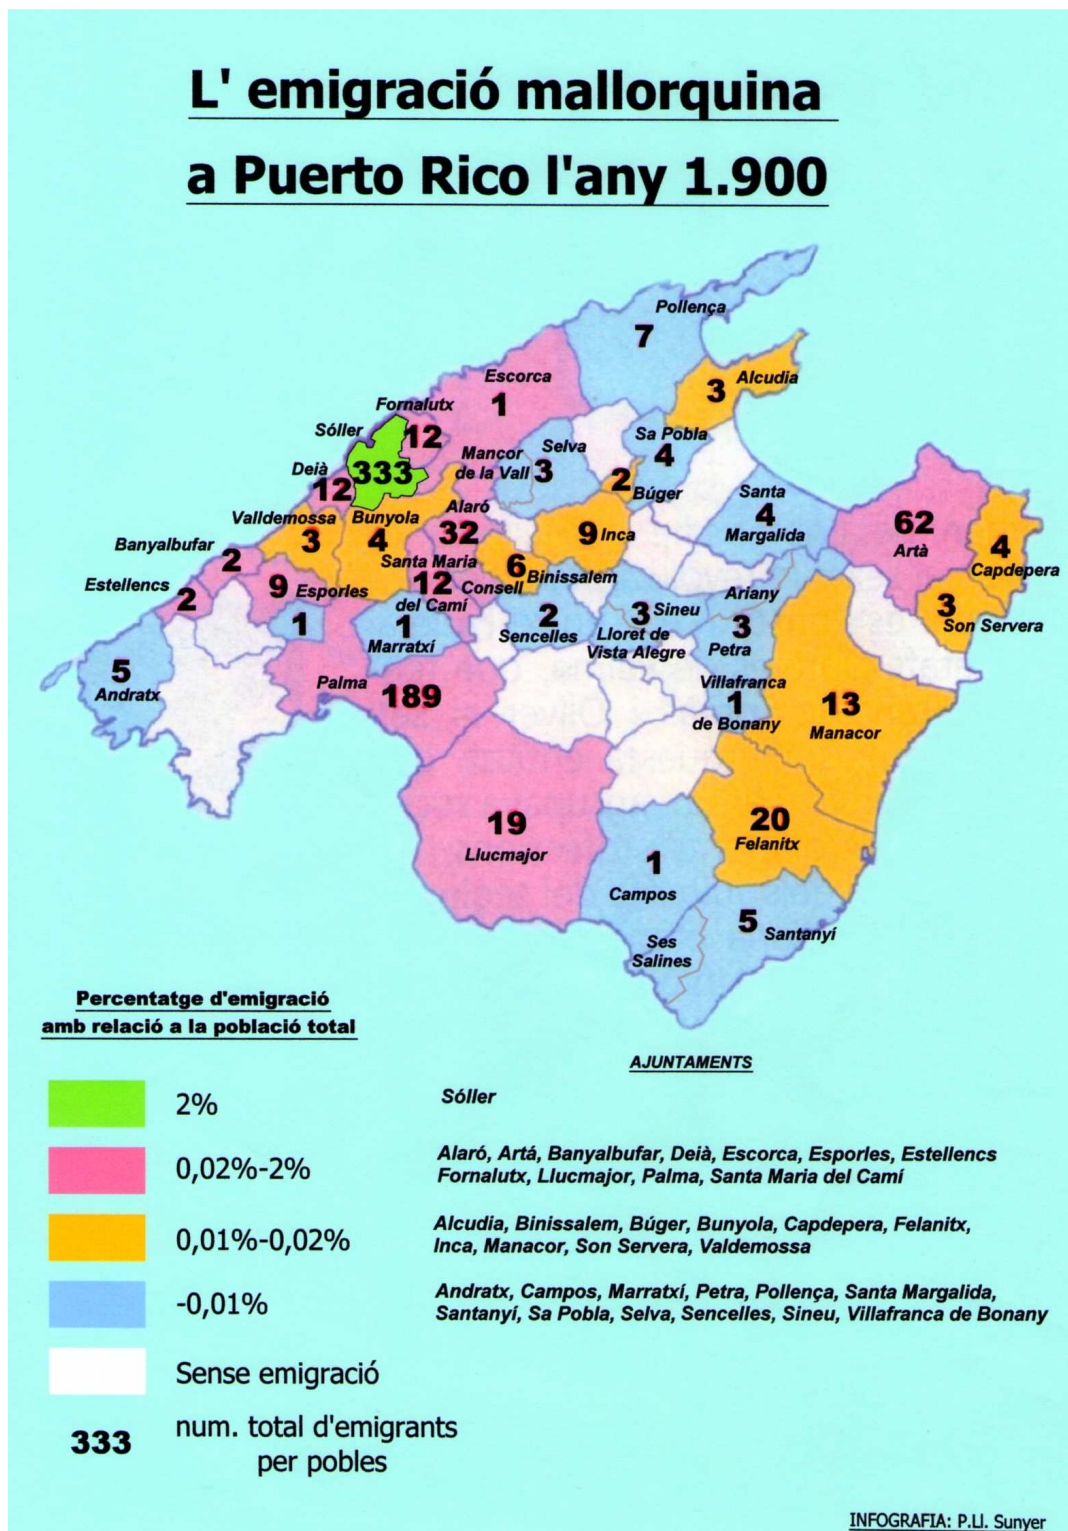 L' emigració mallorquina
a Puerto Rico l'any 1.900
Pollença
7
Alcudia
3
Escorca
1
Fornalutx
12
Sóller
333
Sa Pobla
4
Selva
Mancor
de la Vall
3
Deià
12
2
Búger
Santa
4
Margalida
Alaró
32
Valldemossa
3
Bunyola
4
9
Inca
62
Artà
4
Capdepera
Banyalbufar
2
Santa Maria
12
del Camí
Consell
6
Binissalem
Estellencs
2
9
Esporles
Ariany
3
Son Servera
1
1
Marratxí
2
Sencelles
3
Sineu
Lloret de
Vista Alegre
3
Petra
5
Andratx
Palma
189
Villafranca
1
de Bonany
13
Manacor
19
Llucmajor
20
Felanitx
1
Campos
5
Santanyí
Ses
Salines
Percentatge d'emigració
amb relació a la població total
AJUNTAMENTS
2%
Sóller
0,02%-2%
Alaró, Artá, Banyalbufar, Deià, Escorca, Esporles, Estellencs
Fornalutx, Llucmajor, Palma, Santa Maria del Camí
0,01%-0,02%
Alcudia, Binissalem, Búger, Bunyola, Capdepera, Felanitx,
Inca, Manacor, Son Servera, Valdemossa
-0,01%
Andratx, Campos, Marratxí, Petra, Pollença, Santa Margalida,
Santanyí, Sa Pobla, Selva, Sencelles, Sineu, Villafranca de Bonany
Sense emigració
333
num. total d'emigrants
per pobles
INFOGRAFIA: P.Ll. Sunyer